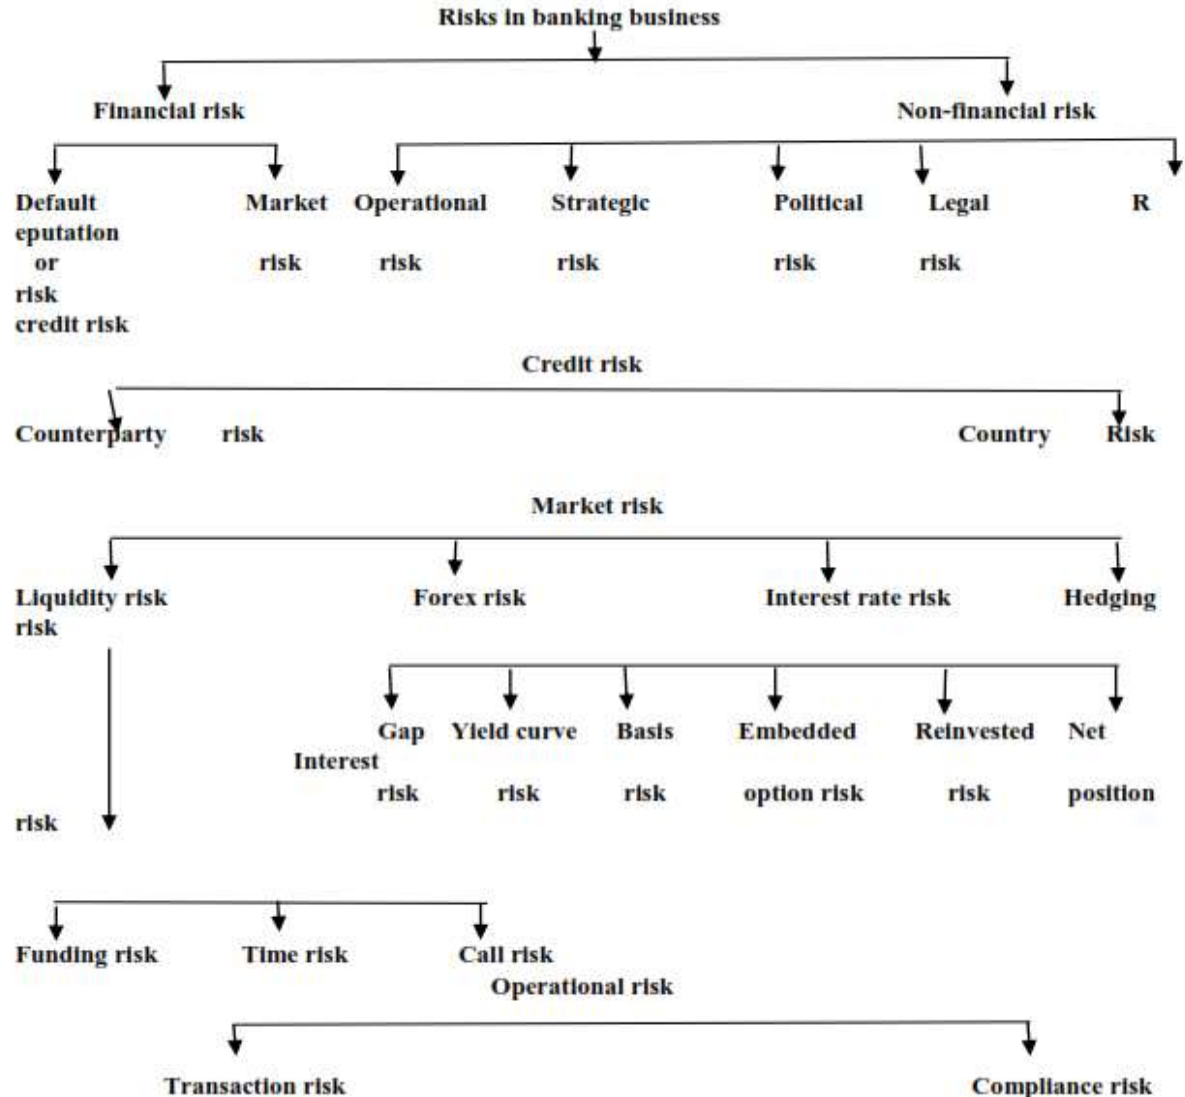 Risks in banking business
Financial risk Non-financial risk
Default Market Operational Strategic Political Legal R
eputation
or risk risk risk risk risk
risk
credit risk
Credit risk
Counterparty risk Country Risk
Market risk
Liquidity risk Forex risk Interest rate risk Hedging
risk
Gap Yield curve Basis Embedded Reinvested Net
Interest
risk risk risk option risk risk position
risk
Funding risk Time risk Call risk
Operational risk
Transaction risk Compliance risk